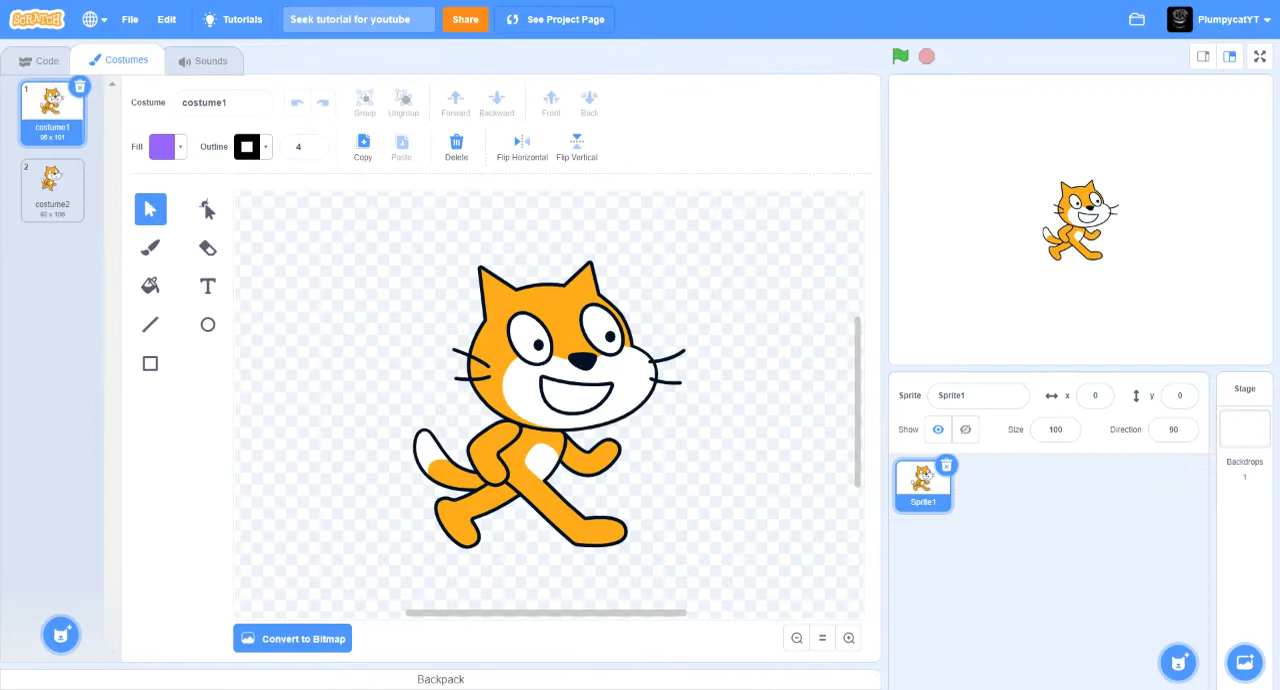 SCRATCH File Edit Tutorials Seek tutorial for youtube Share See Project Page PlumpycatYT
Code Costumes Sounds
1
costume1
96 x 101
2
costume2
92 x 106
Costume costume1 Group Ungroup Forward Backward Front Back
Fill Outline 4 Copy Paste Delete Flip Horizontal Flip Vertical
Convert to Bitmap
Backpack
Sprite Sprite1 x 0 y 0
Show Size 100 Direction 90
Sprite1
Stage
Backdrops
1